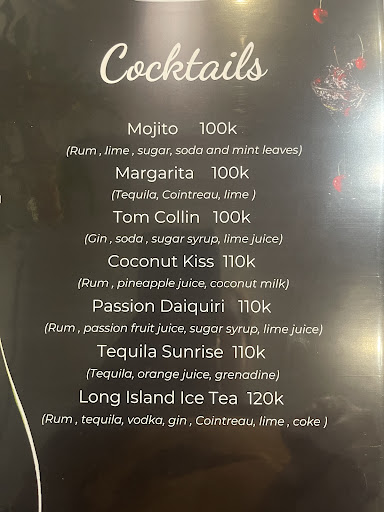 Cocktails
Mojito 100k
(Rum , lime , sugar, soda and mint leaves)
Margarita 100k
(Tequila, Cointreau, lime )
Tom Collin 100k
(Gin , soda , sugar syrup, lime juice)
Coconut Kiss 110k
(Rum , pineapple juice, coconut milk)
Passion Daiquiri 110k
(Rum , passion fruit juice, sugar syrup, lime juice)
Tequila Sunrise 110k
(Tequila, orange juice, grenadine)
Long Island Ice Tea 120k
(Rum , tequila, vodka, gin , Cointreau, lime , coke )